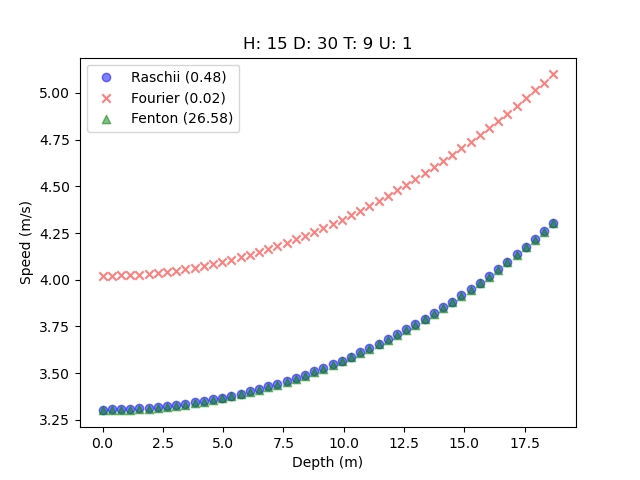 H: 15 D: 30 T: 9 U: 1
Raschii (0.48)
Fourier (0.02)
Fenton (26.58)
5.00
4.75
4.50
4.25
4.00
3.75
3.50
3.25
Speed (m/s)
0.0 2.5 5.0 7.5 10.0 12.5 15.0 17.5
Depth (m)